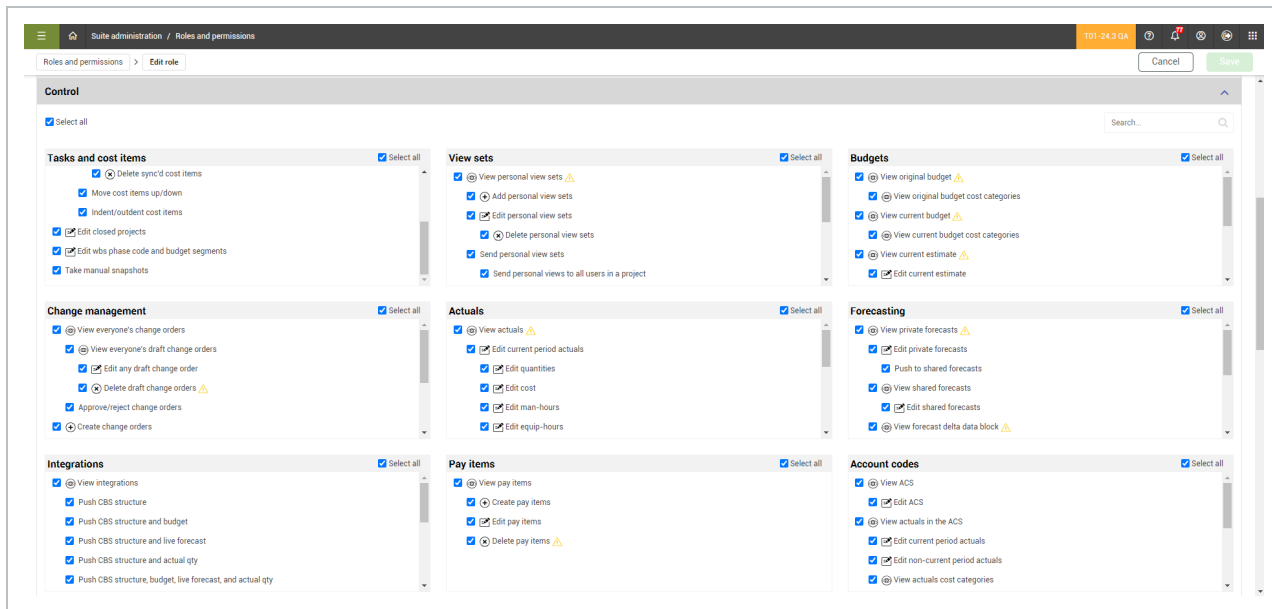 Suite administration / Roles and permissions
T01-24.3 QA
77
Roles and permissions > Edit role
Cancel
Save
Control
Select all
Search...
Tasks and cost items
Select all
Delete sync'd cost items
Move cost items up/down
Indent/outdent cost items
Edit closed projects
Edit wbs phase code and budget segments
Take manual snapshots
View sets
Select all
View personal view sets
Add personal view sets
Edit personal view sets
Delete personal view sets
Send personal view sets
Send personal views to all users in a project
Budgets
Select all
View original budget
View original budget cost categories
View current budget
View current budget cost categories
View current estimate
Edit current estimate
Change management
Select all
View everyone's change orders
View everyone's draft change orders
Edit any draft change order
Delete draft change orders
Approve/reject change orders
Create change orders
Actuals
Select all
View actuals
Edit current period actuals
Edit quantities
Edit cost
Edit man-hours
Edit equip-hours
Forecasting
Select all
View private forecasts
Edit private forecasts
Push to shared forecasts
View shared forecasts
Edit shared forecasts
View forecast delta data block
Integrations
Select all
View integrations
Push CBS structure
Push CBS structure and budget
Push CBS structure and live forecast
Push CBS structure and actual qty
Push CBS structure, budget, live forecast, and actual qty
Pay items
Select all
View pay items
Create pay items
Edit pay items
Delete pay items
Account codes
Select all
View ACS
Edit ACS
View actuals in the ACS
Edit current period actuals
Edit non-current period actuals
View actuals cost categories